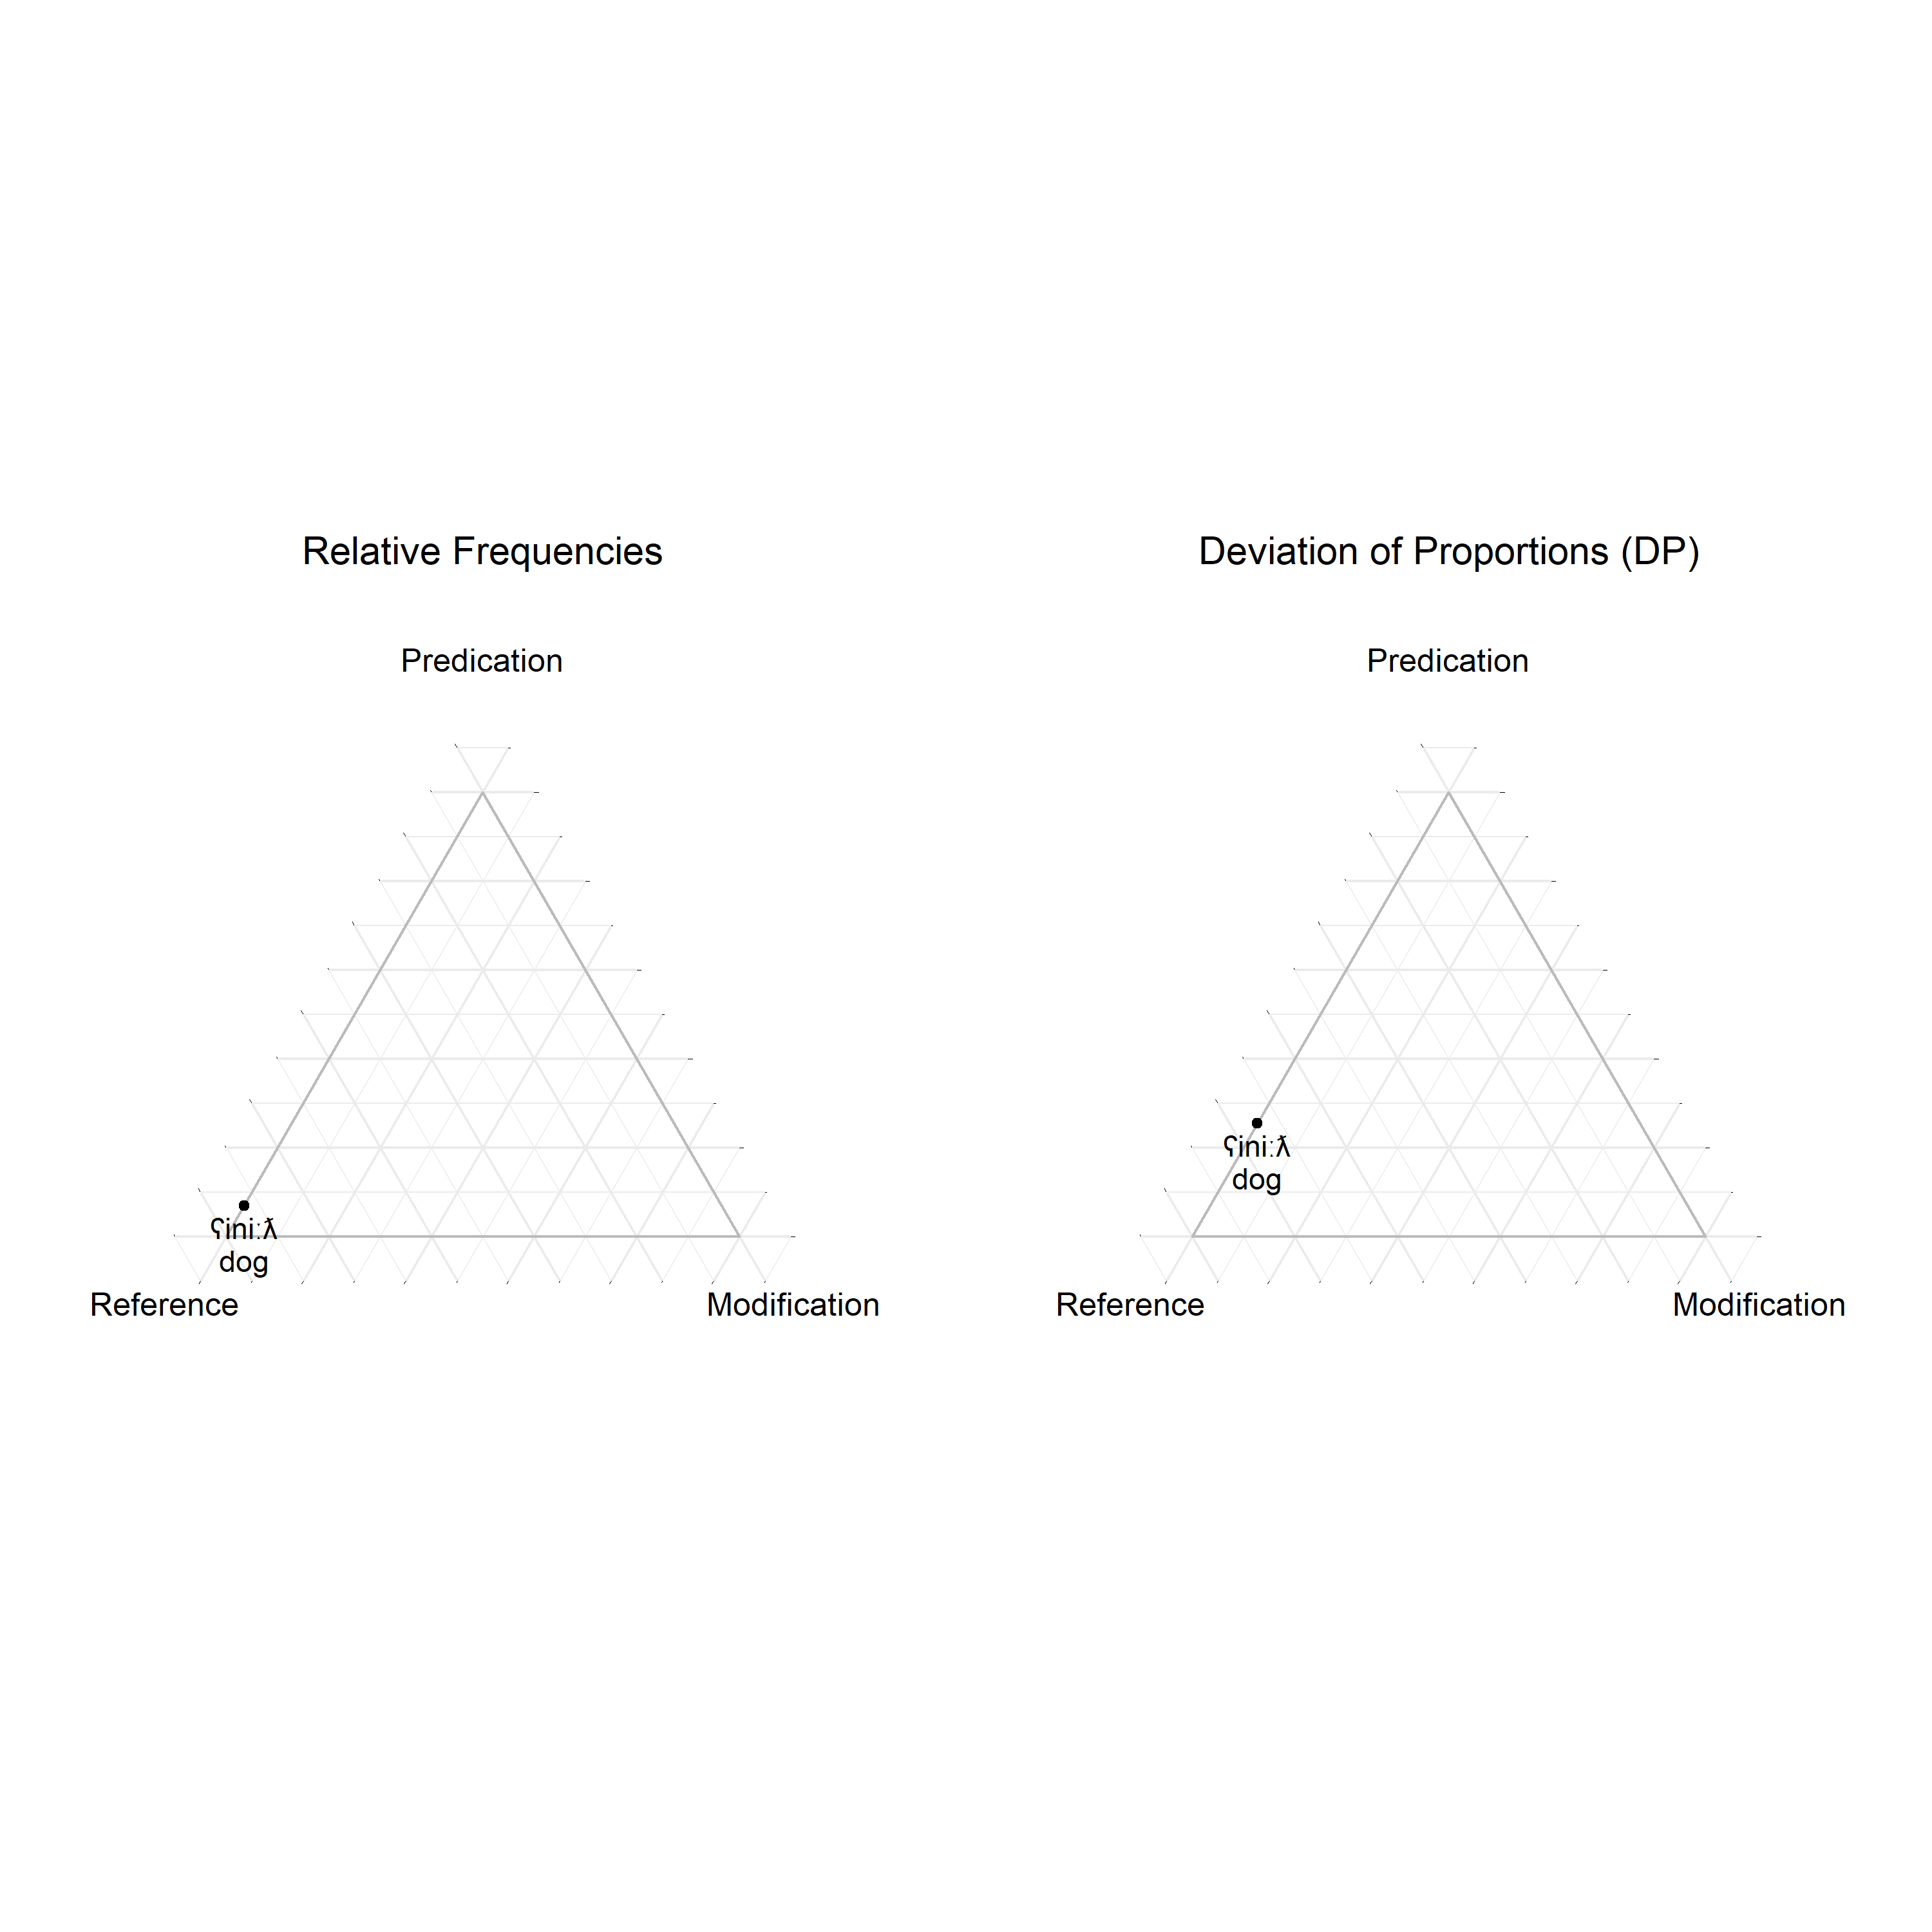 Relative Frequencies
Predication
ʕiniːƛ
dog
Reference
Modification
Deviation of Proportions (DP)
Predication
ʕiniːƛ
dog
Reference
Modification